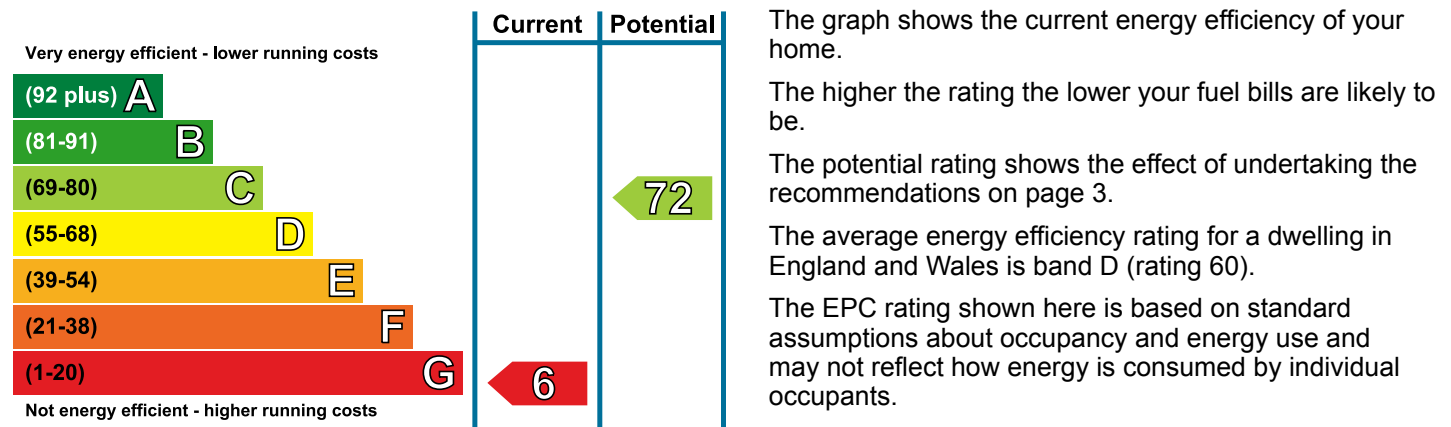 Current Potential
Very energy efficient - lower running costs
(92 plus) A
(81-91) B
(69-80) C
72
(55-68) D
(39-54) E
(21-38) F
(1-20) G
6
Not energy efficient - higher running costs
The graph shows the current energy efficiency of your
home.
The higher the rating the lower your fuel bills are likely to
be.
The potential rating shows the effect of undertaking the
recommendations on page 3.
The average energy efficiency rating for a dwelling in
England and Wales is band D (rating 60).
The EPC rating shown here is based on standard
assumptions about occupancy and energy use and
may not reflect how energy is consumed by individual
occupants.